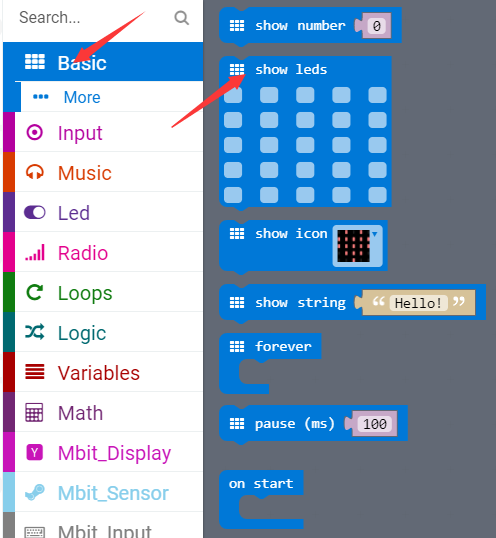 Search...
Basic
More
Input
Music
Led
Radio
Loops
Logic
Variables
Math
Y Mbit_Display
Mbit_Sensor
Mbit_Input
show number 0
show leds
show icon
show string “ Hello! ”
forever
pause (ms) 100
on start